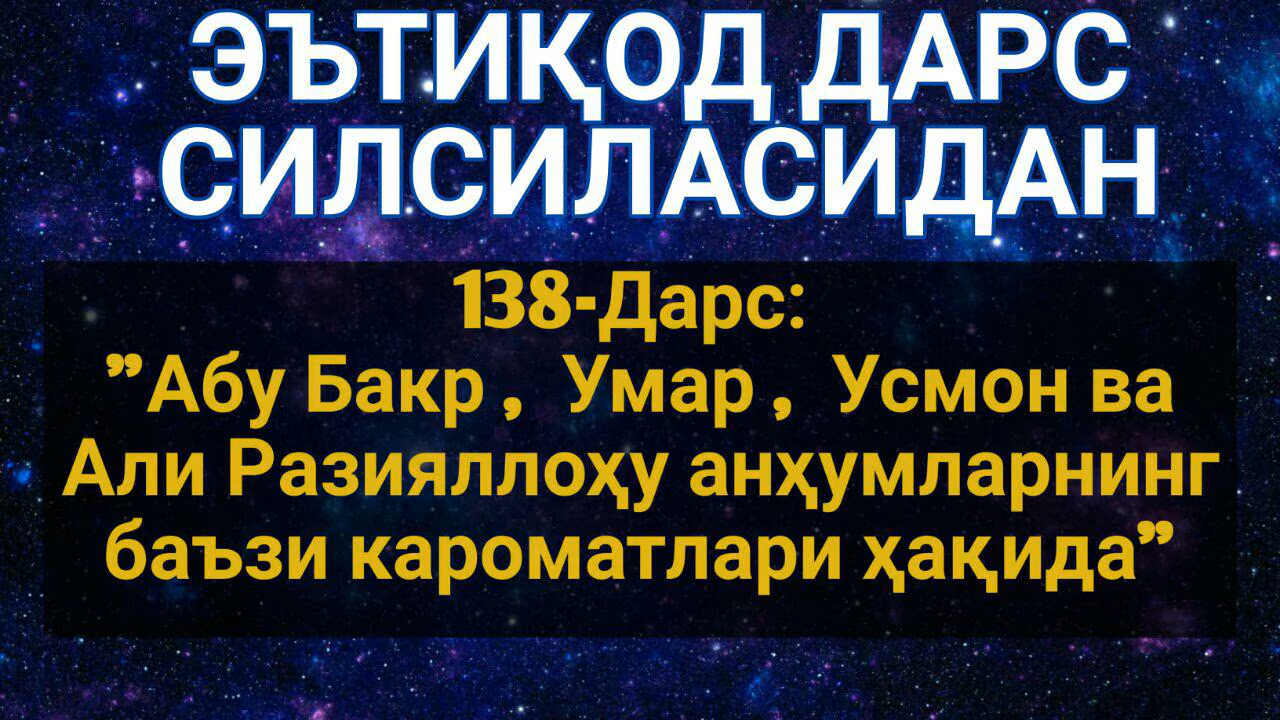 ЭЪТИҚОД ДАРС
СИЛСИЛАСИДАН
138-Дарс:
”Абу Бакр , Умар , Усмон ва
Али Разияллоҳу анҳумларнинг
баъзи кароматлари ҳақида”